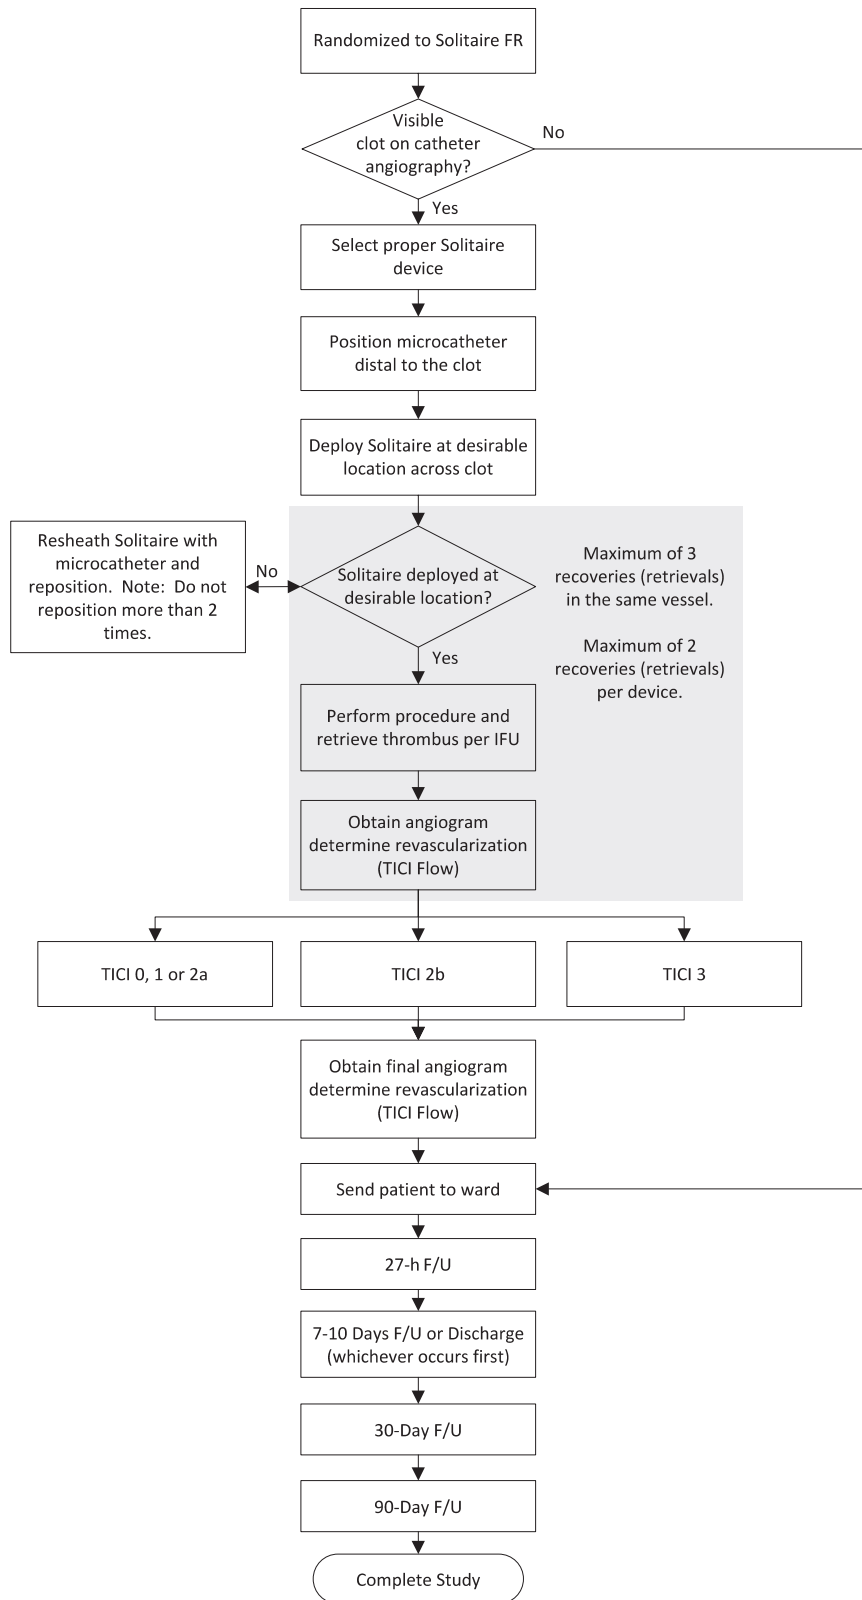 Randomized to Solitaire FR
Visible
clot on catheter
angiography?
No
Yes
Select proper Solitaire
device
Position microcatheter
distal to the clot
Deploy Solitaire at desirable
location across clot
Resheath Solitaire with
microcatheter and
reposition.  Note:  Do not
reposition more than 2
times.
No
Solitaire deployed at
desirable location?
Maximum of 3
recoveries (retrievals)
in the same vessel.
Maximum of 2
recoveries (retrievals)
per device.
Yes
Perform procedure and
retrieve thrombus per IFU
Obtain angiogram
determine revascularization
(TICI Flow)
TICI 0, 1 or 2a
TICI 2b
TICI 3
Obtain final angiogram
determine revascularization
(TICI Flow)
Send patient to ward
27-h F/U
7-10 Days F/U or Discharge
(whichever occurs first)
30-Day F/U
90-Day F/U
Complete Study